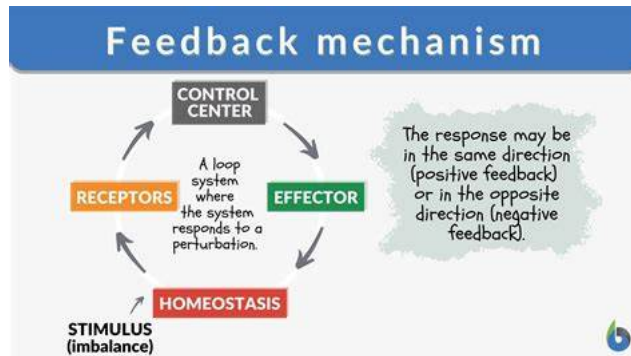 Feedback mechanism
CONTROL
CENTER
RECEPTORS
A loop
system
where
the system
responds to a
perturbation.
EFFECTOR
HOMEOSTASIS
STIMULUS
(imbalance)
The response may be
in the same direction
(positive feedback)
or in the opposite
direction (negative
feedback).